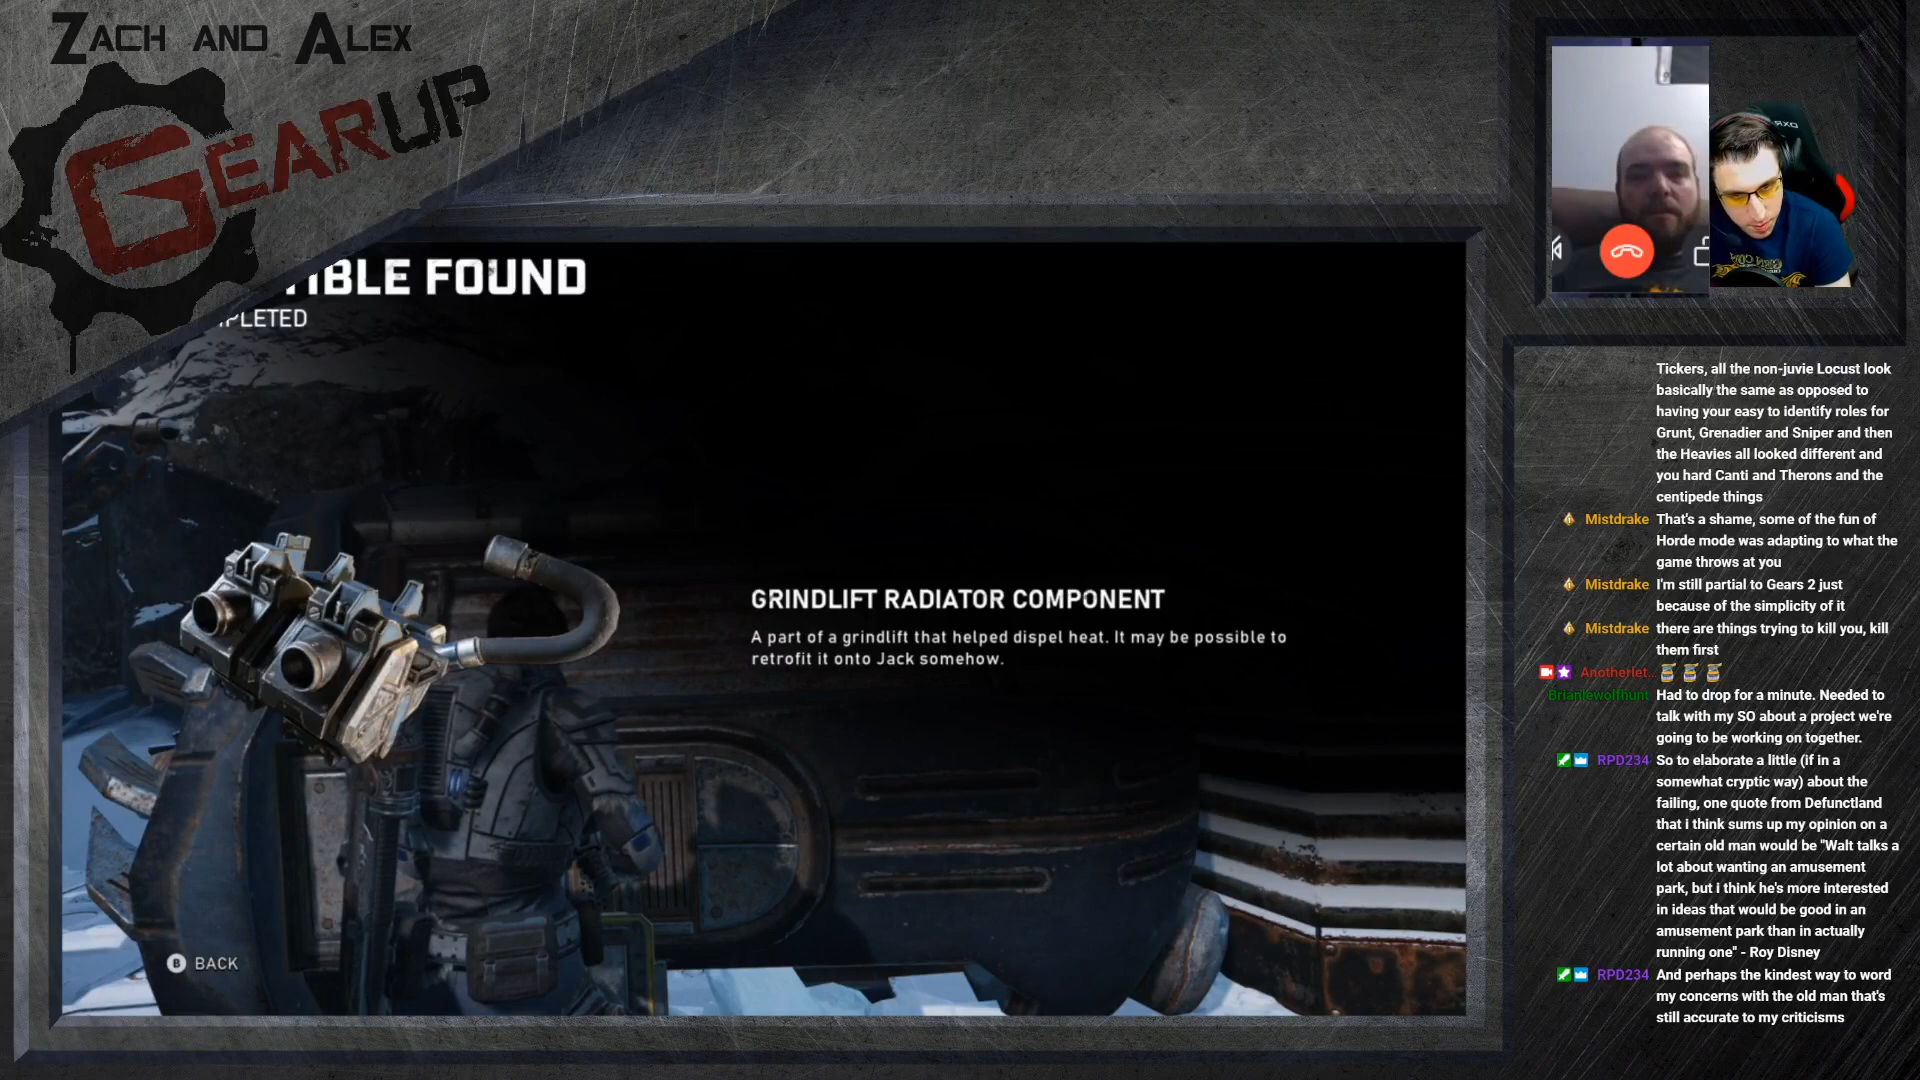 ZACH AND ALEX
GEARUP
IBLE FOUND
PLETED
GRINDLIFT RADIATOR COMPONENT
A part of a grindlift that helped dispel heat. It may be possible to
retrofit it onto Jack somehow.
B BACK
Tickers, all the non-juvie Locust look
basically the same as opposed to
having your easy to identify roles for
Grunt, Grenadier and Sniper and then
the Heavies all looked different and
you hard Canti and Therons and the
centipede things
Mistdrake That's a shame, some of the fun of
Horde mode was adapting to what the
game throws at you
Mistdrake I'm still partial to Gears 2 just
because of the simplicity of it
Mistdrake there are things trying to kill you, kill
them first
Anotherlet...
Brianlewolfhunt Had to drop for a minute. Needed to
talk with my SO about a project we're
going to be working on together.
RPD234 So to elaborate a little (if in a
somewhat cryptic way) about the
failing, one quote from Defunctland
that i think sums up my opinion on a
certain old man would be "Walt talks a
lot about wanting an amusement
park, but i think he's more interested
in ideas that would be good in an
amusement park than in actually
running one" - Roy Disney
RPD234 And perhaps the kindest way to word
my concerns with the old man that's
still accurate to my criticisms